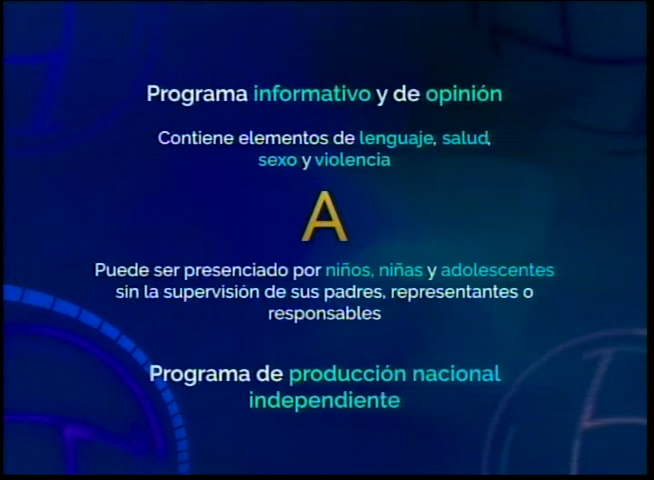 Programa informativo y de opinión
Contiene elementos de lenguaje, salud,
sexo y violencia
A
Puede ser presenciado por niños, niñas y adolescentes
sin la supervisión de sus padres, representantes o
responsables
Programa de producción nacional
independiente